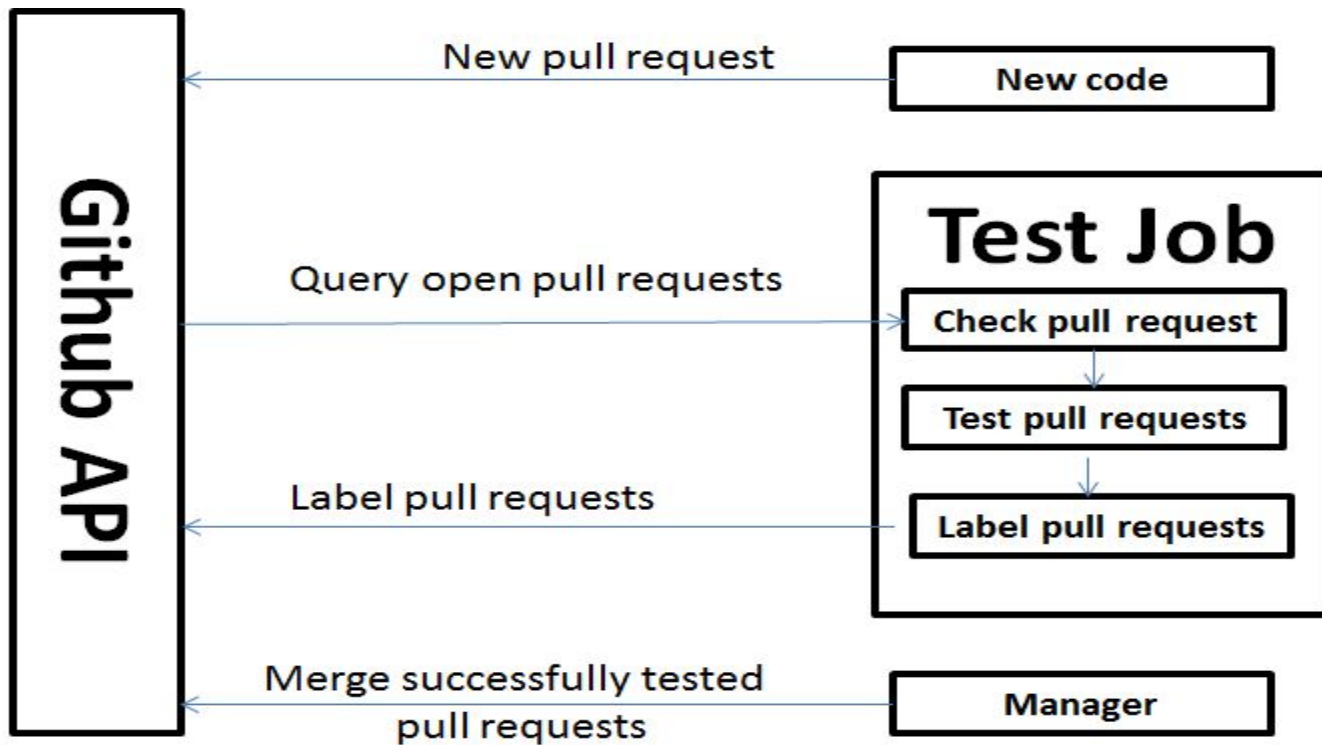 Github API
New pull request
New code
Test Job
Query open pull requests
Check pull request
Test pull requests
Label pull requests
Label pull requests
Merge successfully tested
pull requests
Manager